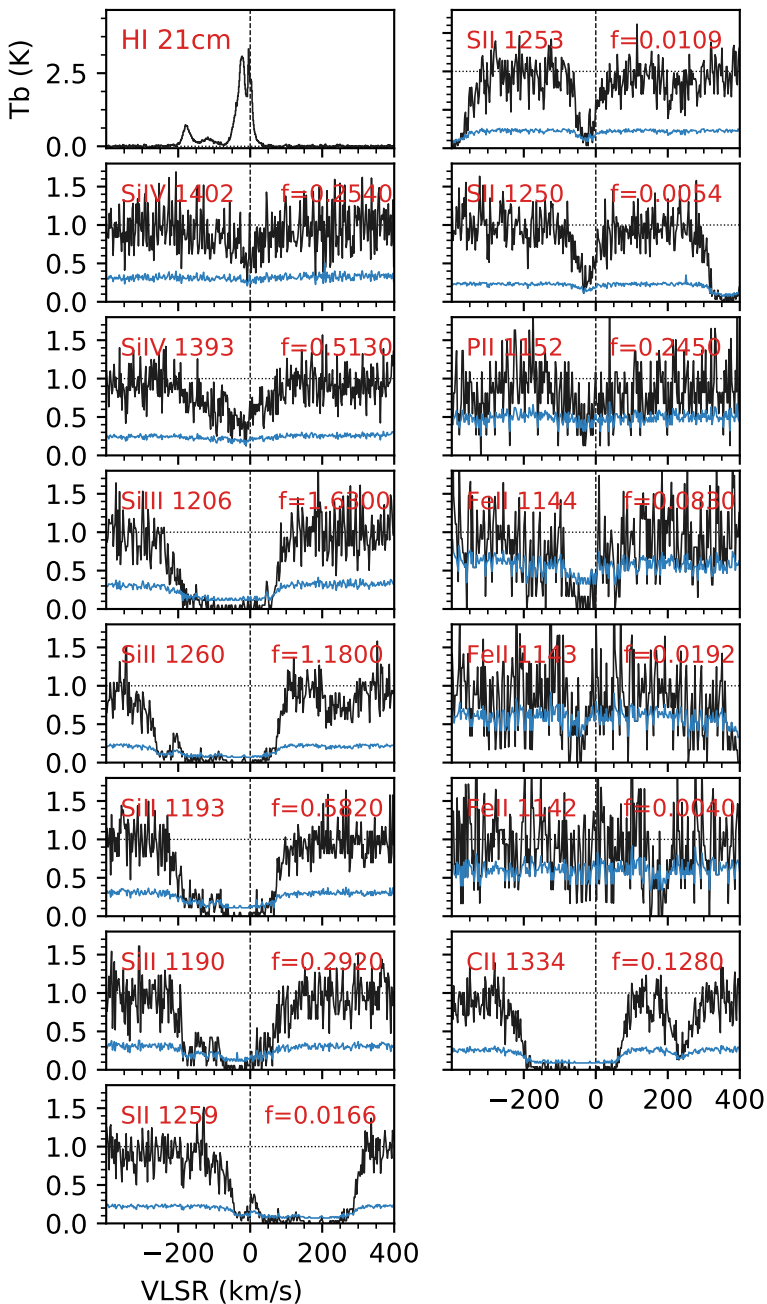 Tb (K)
2.5
0.0
HI 21cm
SII 1253 f=0.0109
1.5
1.0
0.5
0.0
SiIV 1402 f=0.2540
SII 1250 f=0.0054
1.5
1.0
0.5
0.0
SiIV 1393 f=0.5130
PII 1152 f=0.2450
1.5
1.0
0.5
0.0
SiIII 1206 f=1.6300
FeII 1144 f=0.0830
1.5
1.0
0.5
0.0
SiII 1260 f=1.1800
FeII 1143 f=0.0192
1.5
1.0
0.5
0.0
SiII 1193 f=0.5820
FeII 1142 f=0.0040
1.5
1.0
0.5
0.0
SiII 1190 f=0.2920
CII 1334 f=0.1280
−200 0 200 400
1.5
1.0
0.5
0.0
SII 1259 f=0.0166
−200 0 200 400
VLSR (km/s)